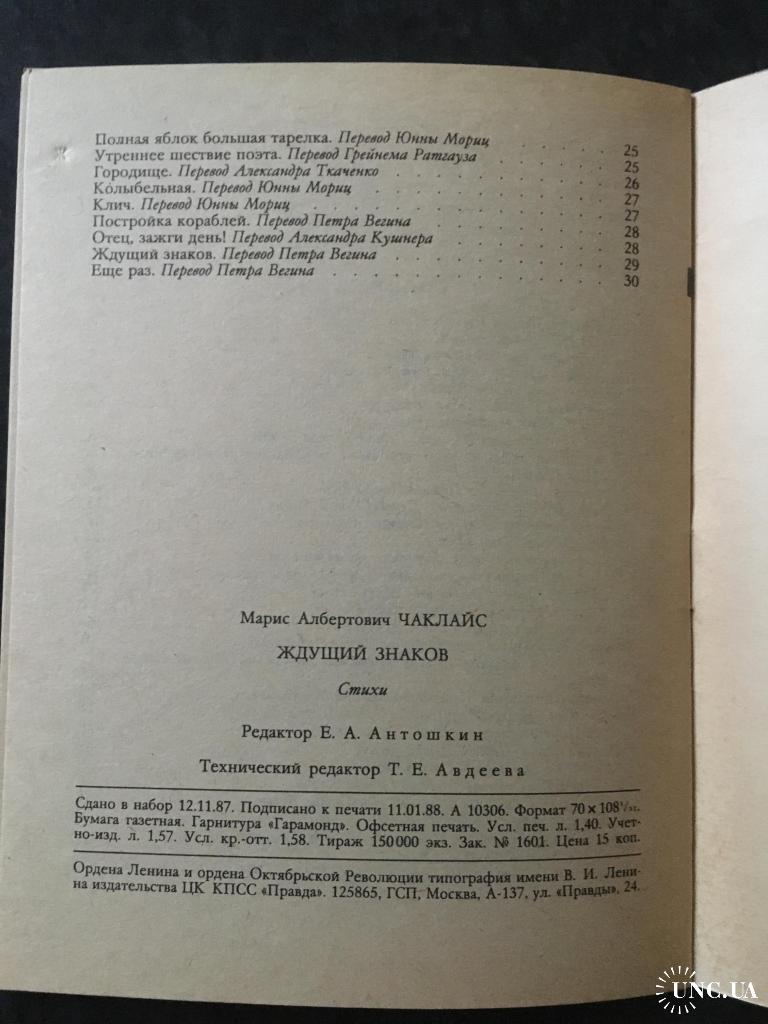 Полная яблок большая тарелка. Перевод Юнны Мориц . . . . . . 25
Утреннее шествие поэта. Перевод Грейнема Ратгауза . . . . . . 25
Городище. Перевод Александра Ткаченко . . . . . . . . . 26
Колыбельная. Перевод Юнны Мориц . . . . . . . . . . 27
Клич. Перевод Юнны Мориц . . . . . . . . . . . . 27
Постройка кораблей. Перевод Петра Вегина . . . . . . . . 28
Отец, зажги день! Перевод Александра Кушнера . . . . . . . 28
Ждущий знаков. Перевод Петра Вегина . . . . . . . . . 29
Еще раз. Перевод Петра Вегина . . . . . . . . . . . 30
Марис Албертович ЧАКЛАЙС
ЖДУЩИЙ ЗНАКОВ
Стихи
Редактор Е. А. Антошкин
Технический редактор Т. Е. Авдеева
Сдано в набор 12.11.87. Подписано к печати 11.01.88. А 10306. Формат 70×108¹/₃₂.
Бумага газетная. Гарнитура «Гарамонд». Офсетная печать. Усл. печ. л. 1,40. Учет-
но-изд. л. 1,57. Усл. кр.-отт. 1,58. Тираж 150 000 экз. Зак. № 1601. Цена 15 коп.
Ордена Ленина и ордена Октябрьской Революции типография имени В. И. Лени-
на издательства ЦК КПСС «Правда». 125865, ГСП, Москва, А-137, ул. «Правды», 24.
UNC.UA